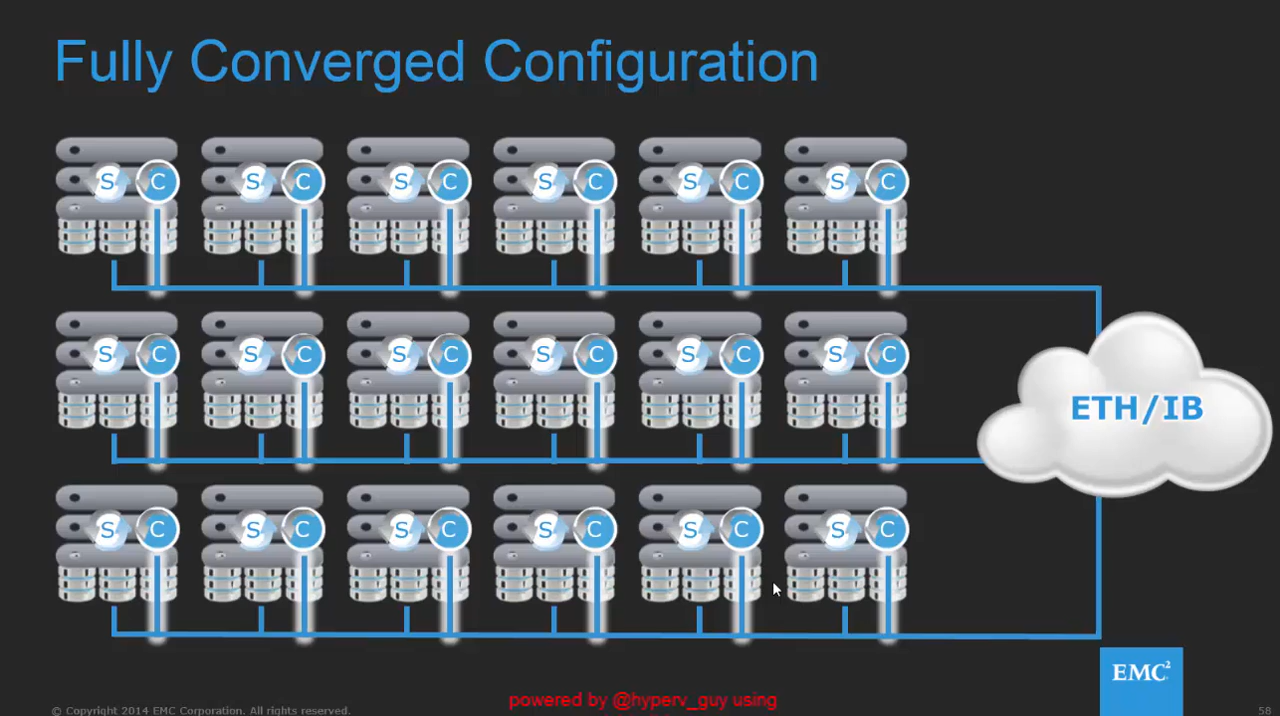 Fully Converged Configuration
S C S C S C S C S C S C
S C S C S C S C S C S C
ETH/IB
S C S C S C S C S C S C
EMC²
powered by @hyperv_guy using
© Copyright 2014 EMC Corporation. All rights reserved.
58